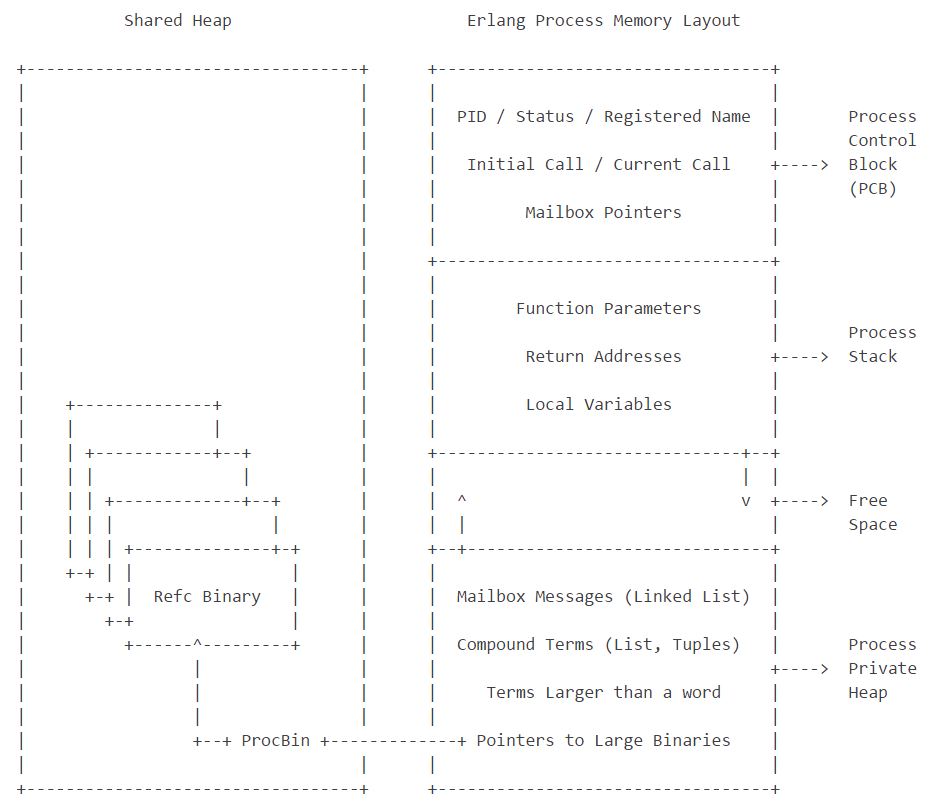 Shared Heap
Erlang Process Memory Layout
PID / Status / Registered Name
Initial Call / Current Call
Mailbox Pointers
Process
Control
Block
(PCB)
Function Parameters
Return Addresses
Local Variables
Process
Stack
Free
Space
Refc Binary
Mailbox Messages (Linked List)
Compound Terms (List, Tuples)
Terms Larger than a word
ProcBin
Pointers to Large Binaries
Process
Private
Heap